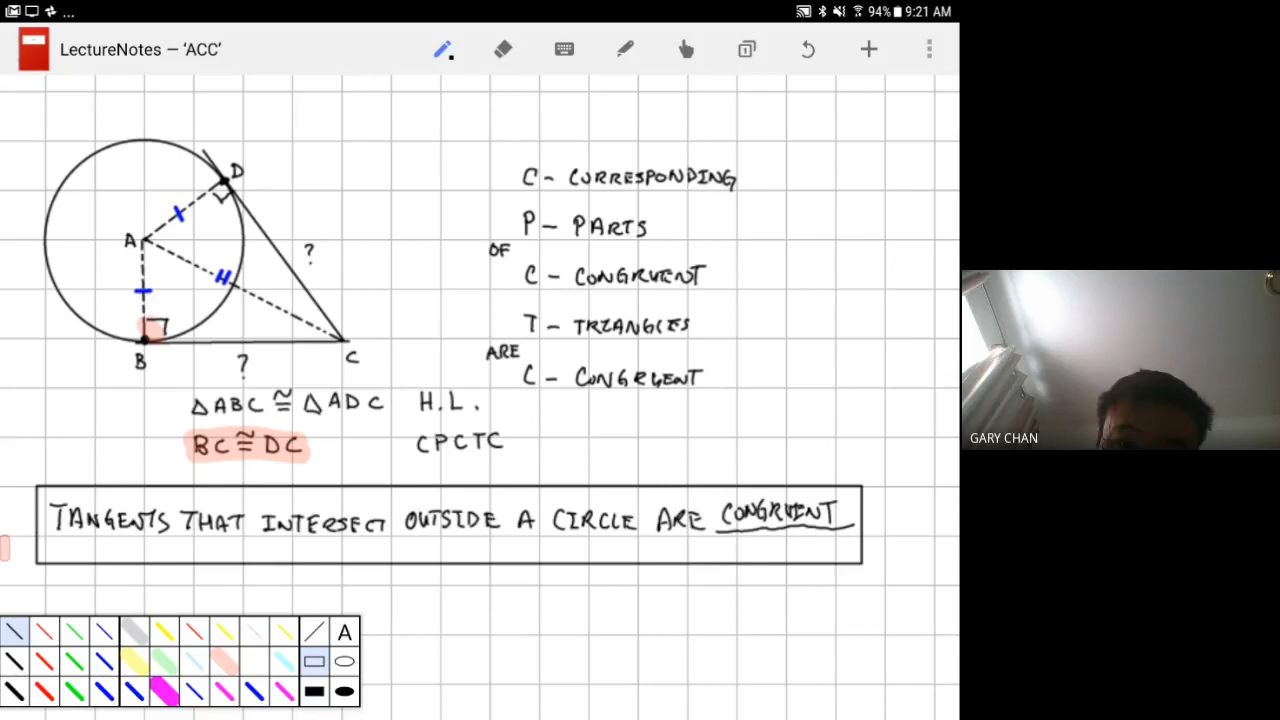 ... 94% 9:21 AM
LectureNotes – ‘ACC’
1
D
A
?
B
?
C
C - CORRESPONDING
P - PARTS
OF
C - CONGRUENT
T - TRIANGLES
ARE
C - CONGRUENT
△ABC ≅ △ADC H.L.
BC ≅ DC CPCTC
TANGENTS THAT INTERSECT OUTSIDE A CIRCLE ARE CONGRUENT
A
GARY CHAN